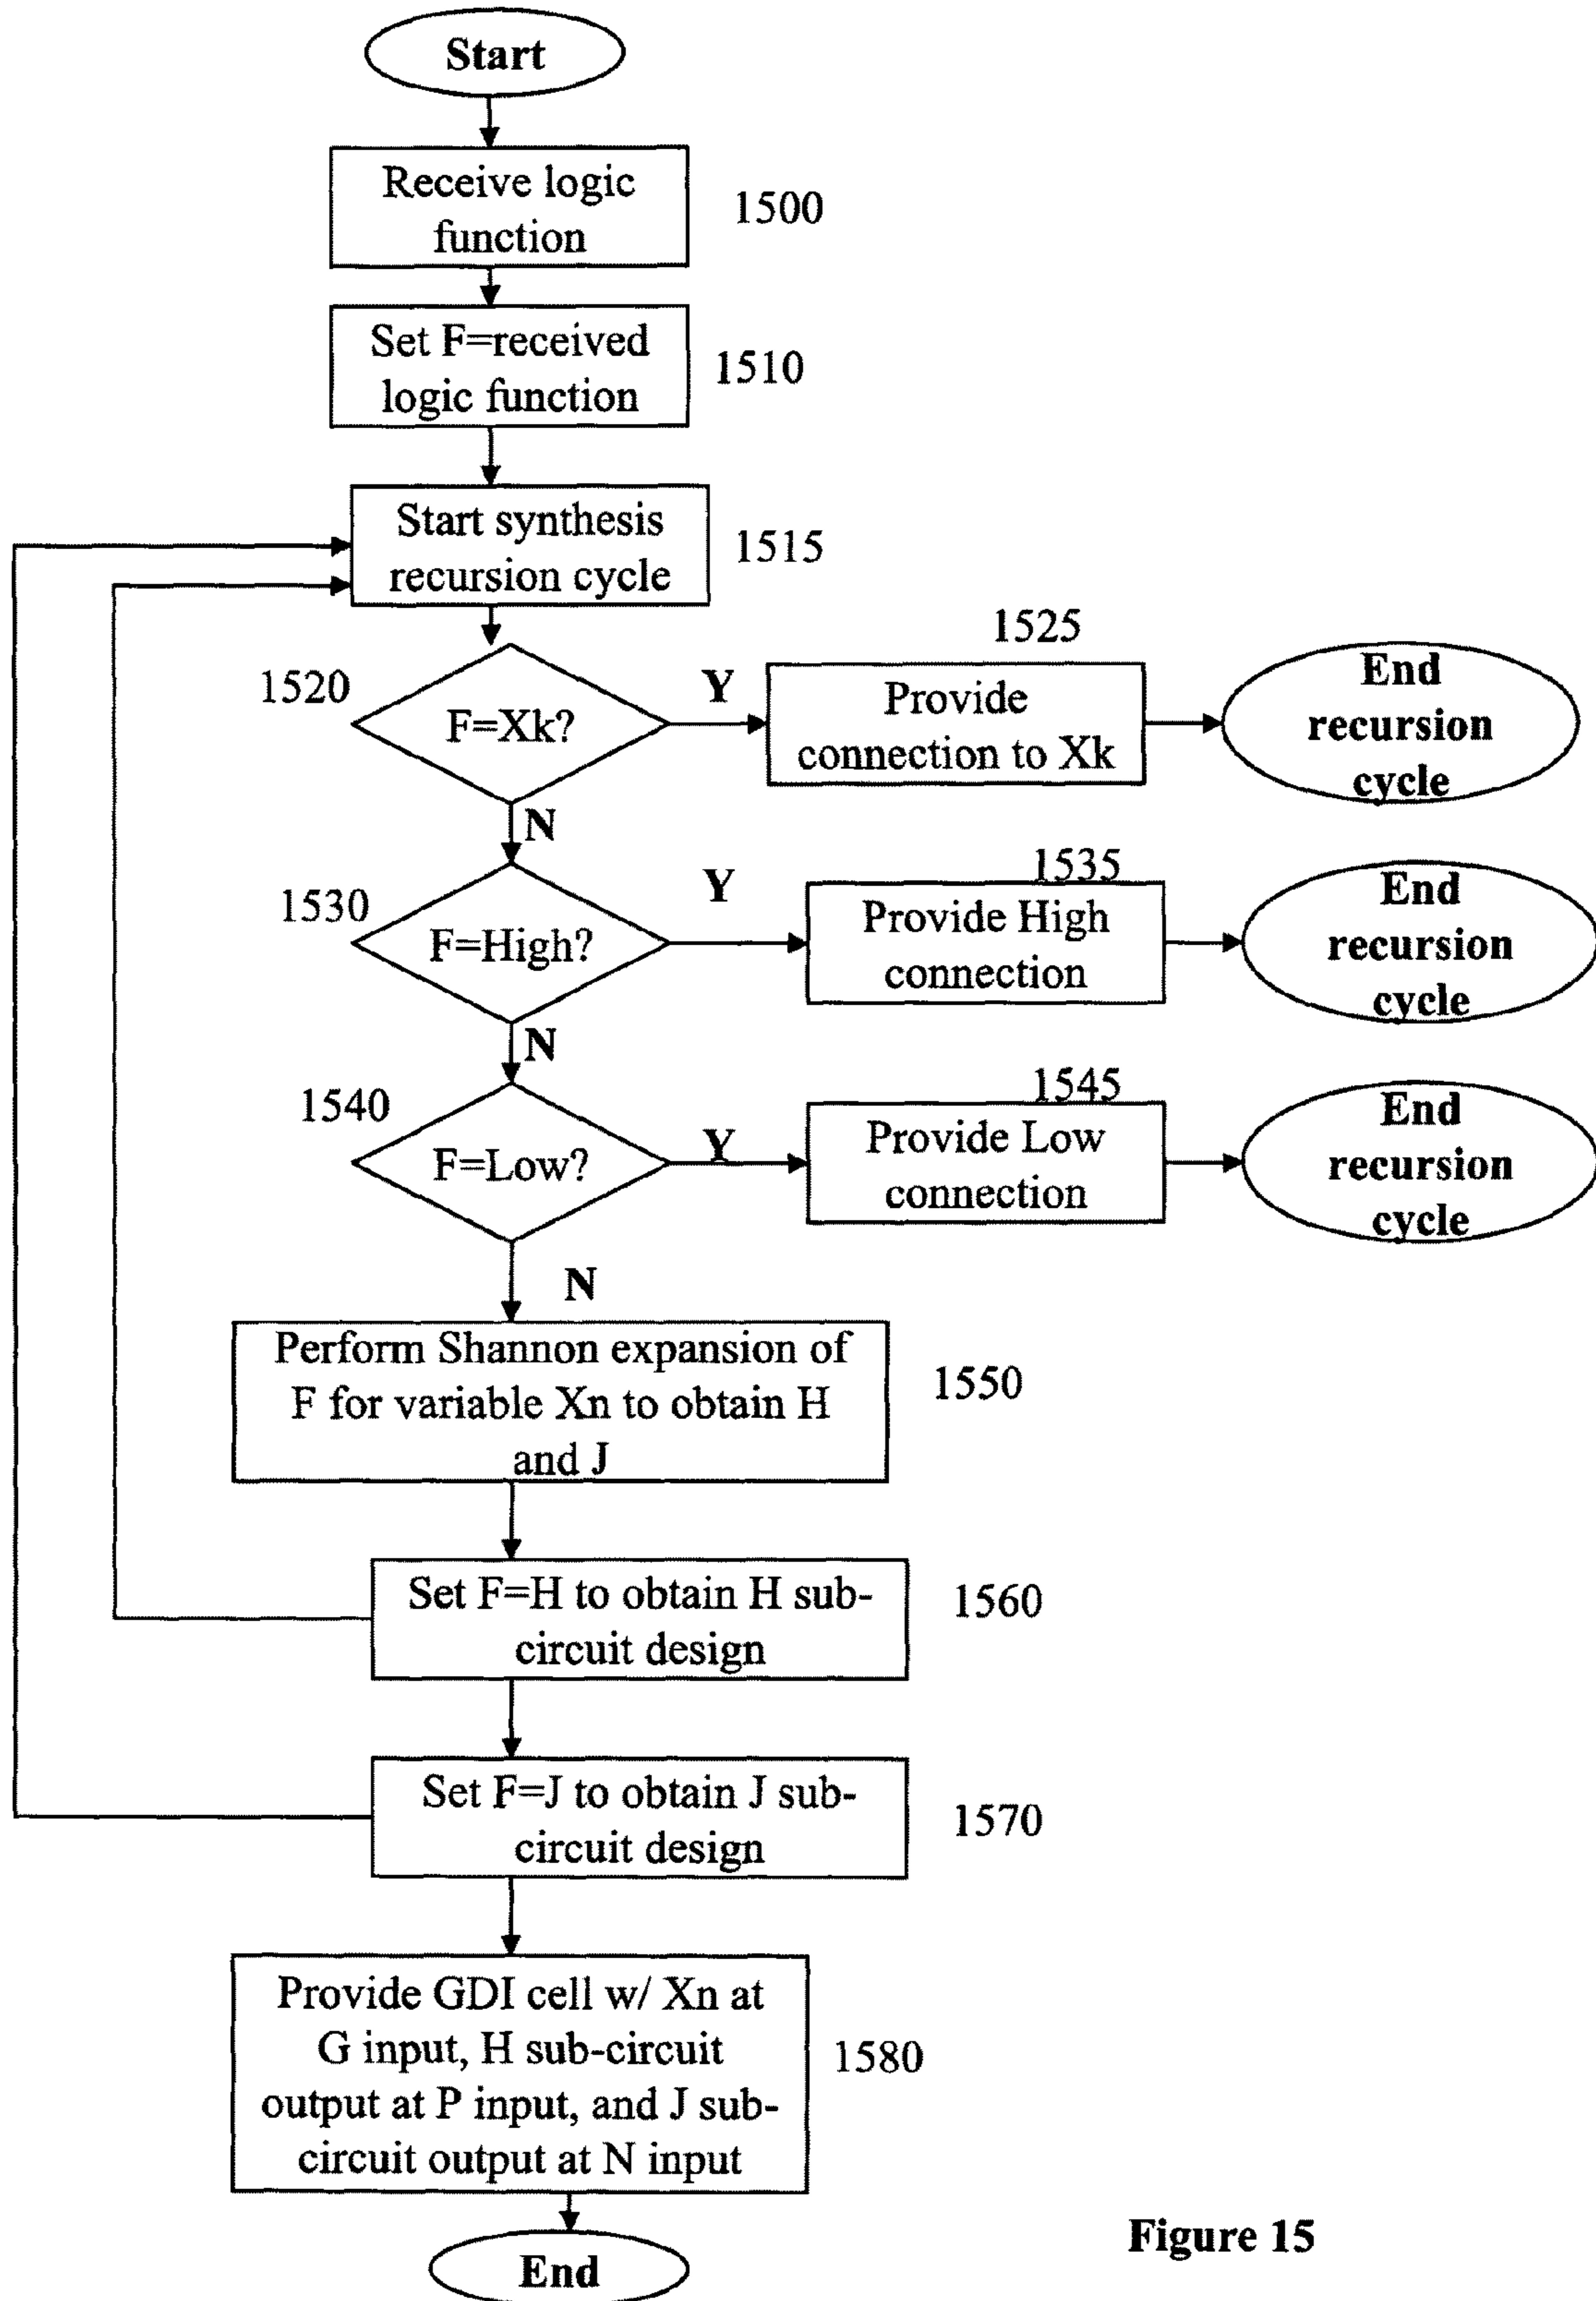 Start
Receive logic
function
1500
Set F=received
logic function
1510
Start synthesis
recursion cycle
1515
1520
F=Xk?
Y
1525
Provide
connection to Xk
End
recursion
cycle
N
1530
F=High?
Y
1535
Provide High
connection
End
recursion
cycle
N
1540
F=Low?
Y
1545
Provide Low
connection
End
recursion
cycle
N
Perform Shannon expansion of
F for variable Xn to obtain H
and J
1550
Set F=H to obtain H sub-
circuit design
1560
Set F=J to obtain J sub-
circuit design
1570
Provide GDI cell w/ Xn at
G input, H sub-circuit
output at P input, and J sub-
circuit output at N input
1580
End
Figure 15